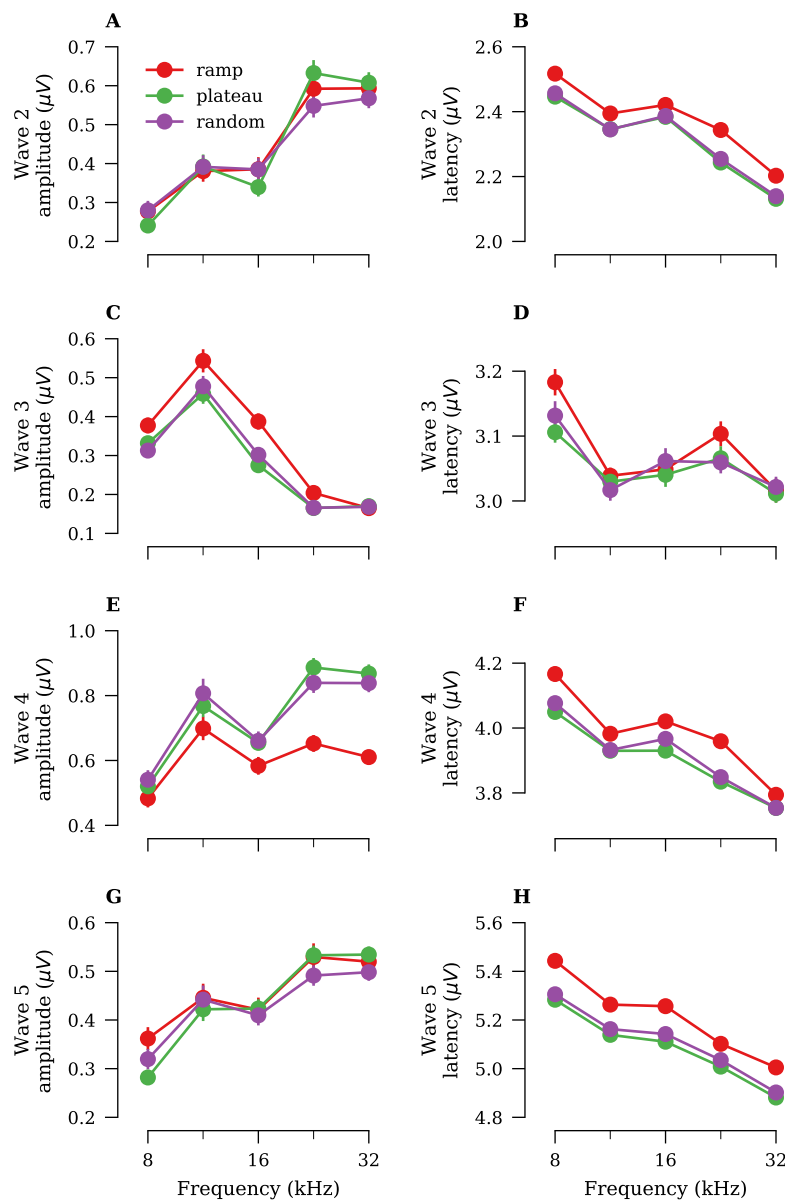 A
Wave 2
amplitude (μV)
0.7
0.6
0.5
0.4
0.3
0.2
ramp
plateau
random
B
Wave 2
latency (μV)
2.6
2.4
2.2
2.0
C
Wave 3
amplitude (μV)
0.6
0.5
0.4
0.3
0.2
0.1
D
Wave 3
latency (μV)
3.2
3.1
3.0
E
Wave 4
amplitude (μV)
1.0
0.8
0.6
0.4
F
Wave 4
latency (μV)
4.2
4.0
3.8
G
Wave 5
amplitude (μV)
0.6
0.5
0.4
0.3
0.2
8 16 32
Frequency (kHz)
H
Wave 5
latency (μV)
5.6
5.4
5.2
5.0
4.8
8 16 32
Frequency (kHz)